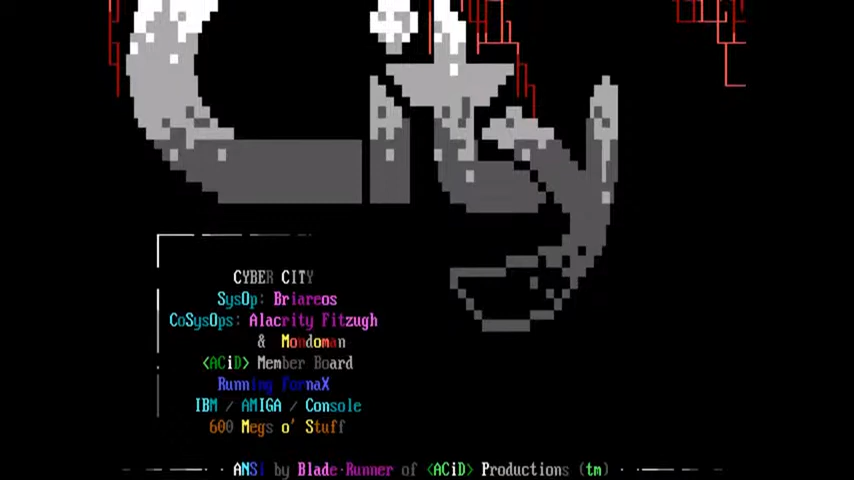 City
CYBER CITY
SysOp: Briareos
CoSysOps: Alacrity Fitzugh
& Mondoman
<ACiD> Member Board
Running FornaX
IBM / AMIGA / Console
600 Megs o' Stuff
ANSi by Blade-Runner of <ACiD> Productions (tm)